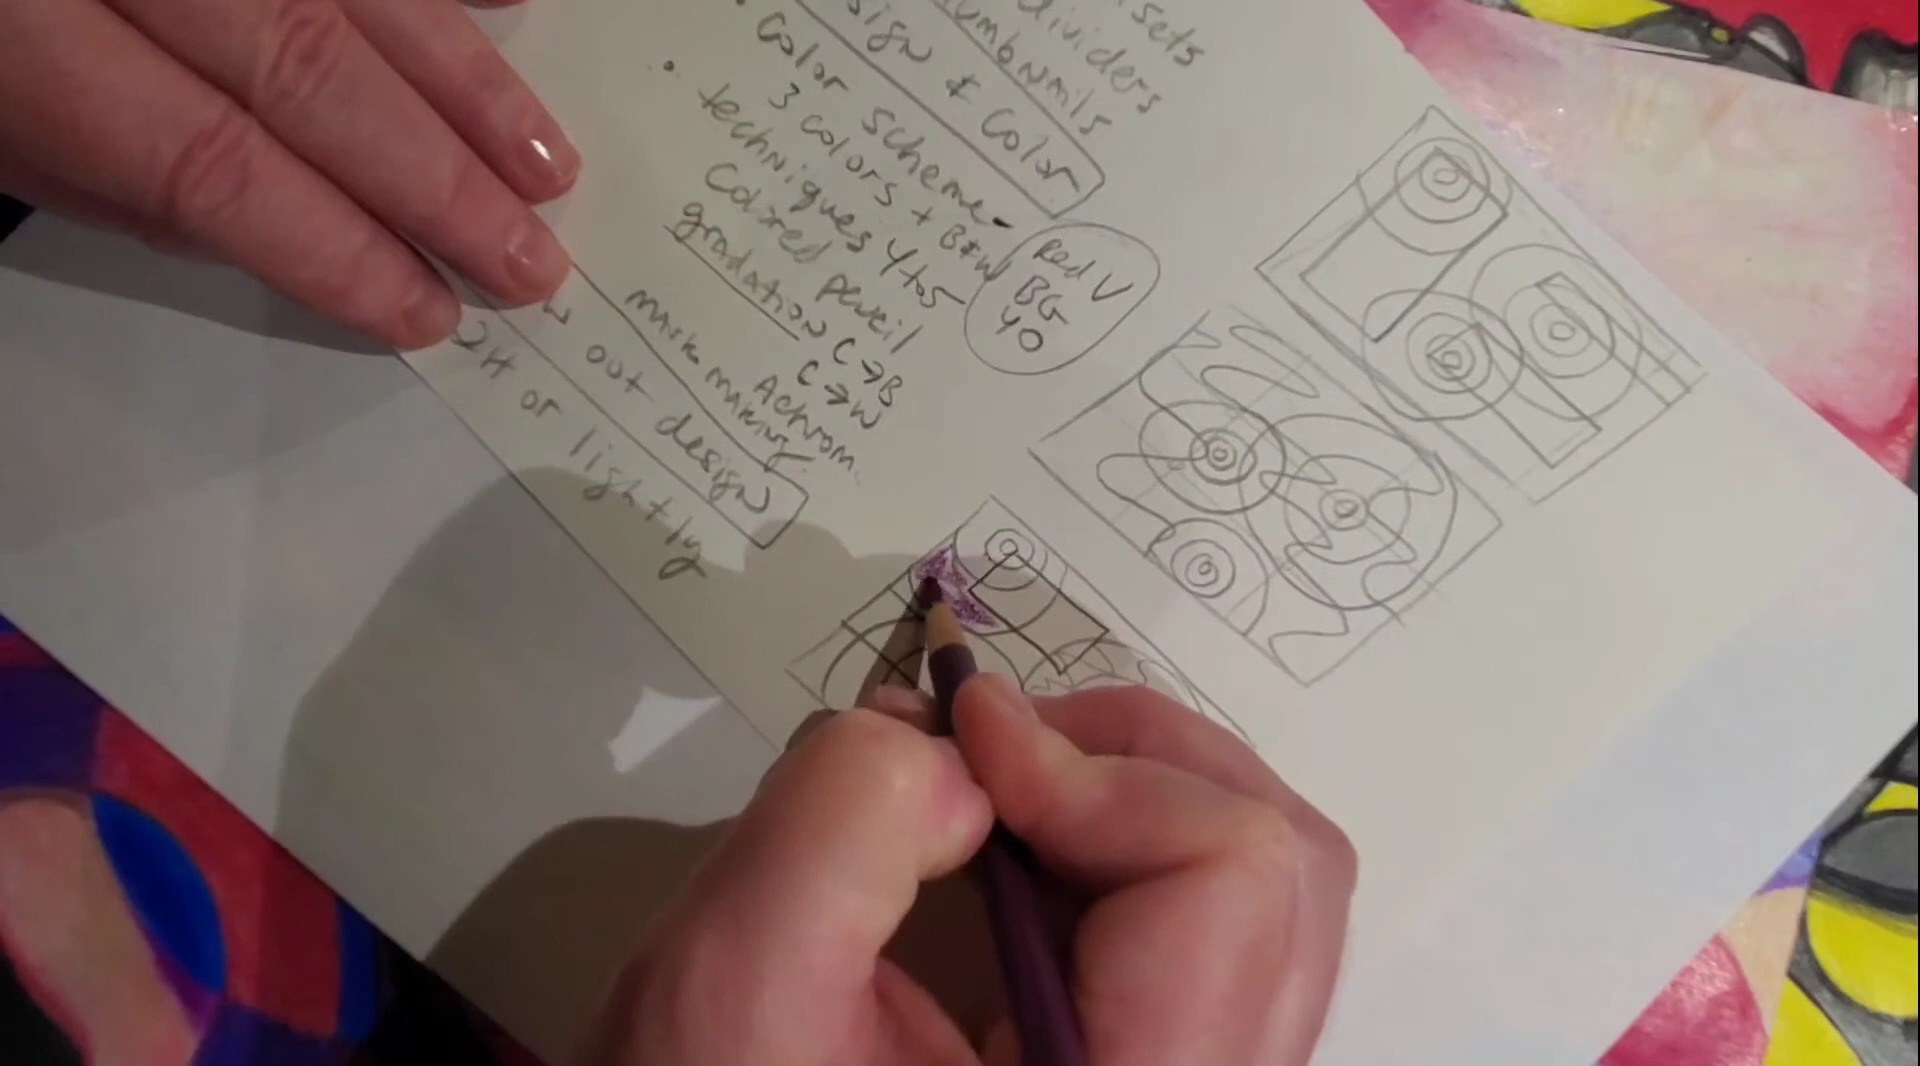 sets
dividers
thumbnails
sign & Color
• Color Scheme-
3 colors + B&W
• techniques 4 to 5
Colored pencil
gradation C→B
C→W
Achrom.
mark making
w out design
2H or lightly
Red V
BG
YO